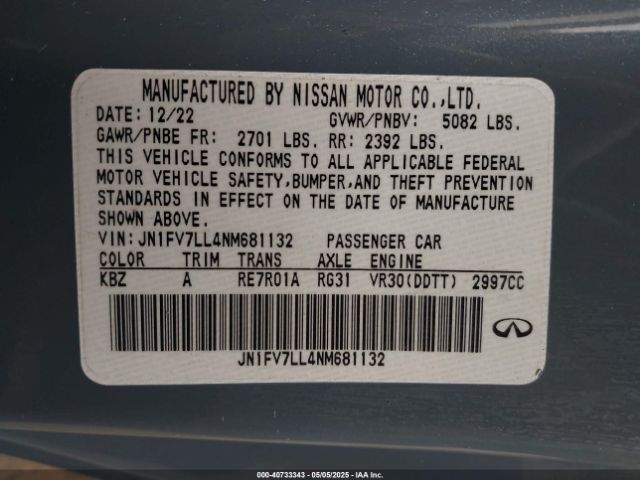 MANUFACTURED BY NISSAN MOTOR CO.,LTD.
DATE: 12/22 GVWR/PNBV: 5082 LBS.
GAWR/PNBE FR: 2701 LBS. RR: 2392 LBS.
THIS VEHICLE CONFORMS TO ALL APPLICABLE FEDERAL
MOTOR VEHICLE SAFETY,BUMPER,AND THEFT PREVENTION
STANDARDS IN EFFECT ON THE DATE OF MANUFACTURE
SHOWN ABOVE.
VIN: JN1FV7LL4NM681132 PASSENGER CAR
COLOR TRIM TRANS AXLE ENGINE
KBZ A RE7R01A RG31 VR30(DDTT) 2997CC
JN1FV7LL4NM681132
000-40733343 - 05/05/2025 - IAA Inc.